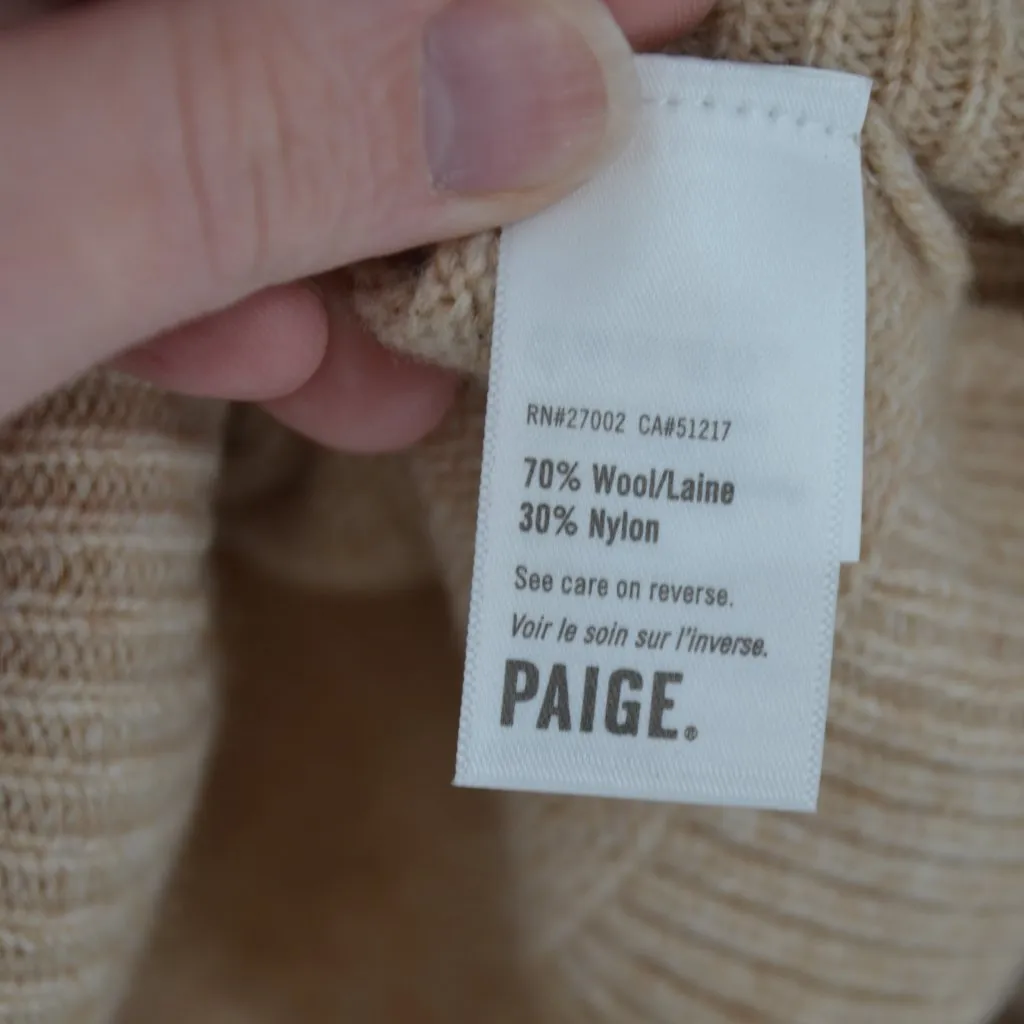 RN#27002 CA#51217
70% Wool/Laine
30% Nylon
See care on reverse.
Voir le soin sur l'inverse.
PAIGE.®